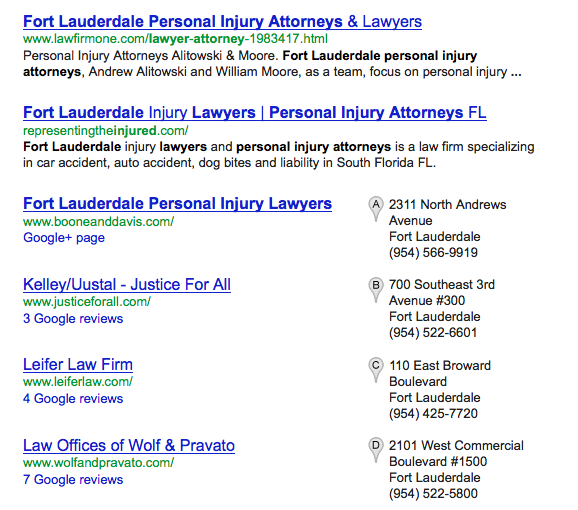 Fort Lauderdale Personal Injury Attorneys & Lawyers
www.lawfirmone.com/lawyer-attorney-1983417.html
Personal Injury Attorneys Alitowski & Moore. Fort Lauderdale personal injury
attorneys, Andrew Alitowski and William Moore, as a team, focus on personal injury ...
Fort Lauderdale Injury Lawyers | Personal Injury Attorneys FL
representingtheinjured.com/
Fort Lauderdale injury lawyers and personal injury attorneys is a law firm specializing
in car accident, auto accident, dog bites and liability in South Florida FL.
Fort Lauderdale Personal Injury Lawyers
www.booneanddavis.com/
Google+ page
A 2311 North Andrews
Avenue
Fort Lauderdale
(954) 566-9919
Kelley/Uustal - Justice For All
www.justiceforall.com/
3 Google reviews
B 700 Southeast 3rd
Avenue #300
Fort Lauderdale
(954) 522-6601
Leifer Law Firm
www.leiferlaw.com/
4 Google reviews
C 110 East Broward
Boulevard
Fort Lauderdale
(954) 425-7720
Law Offices of Wolf & Pravato
www.wolfandpravato.com/
7 Google reviews
D 2101 West Commercial
Boulevard #1500
Fort Lauderdale
(954) 522-5800